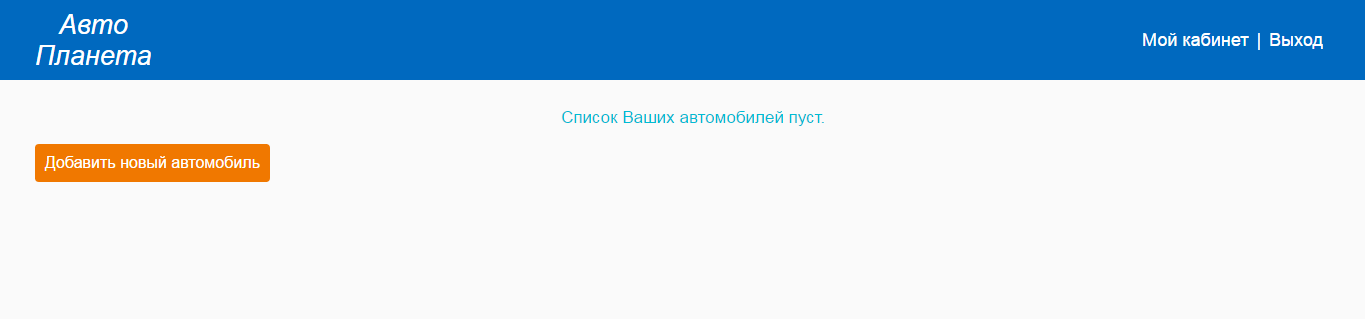 Авто
Планета
Мой кабинет | Выход
Список Ваших автомобилей пуст.
Добавить новый автомобиль